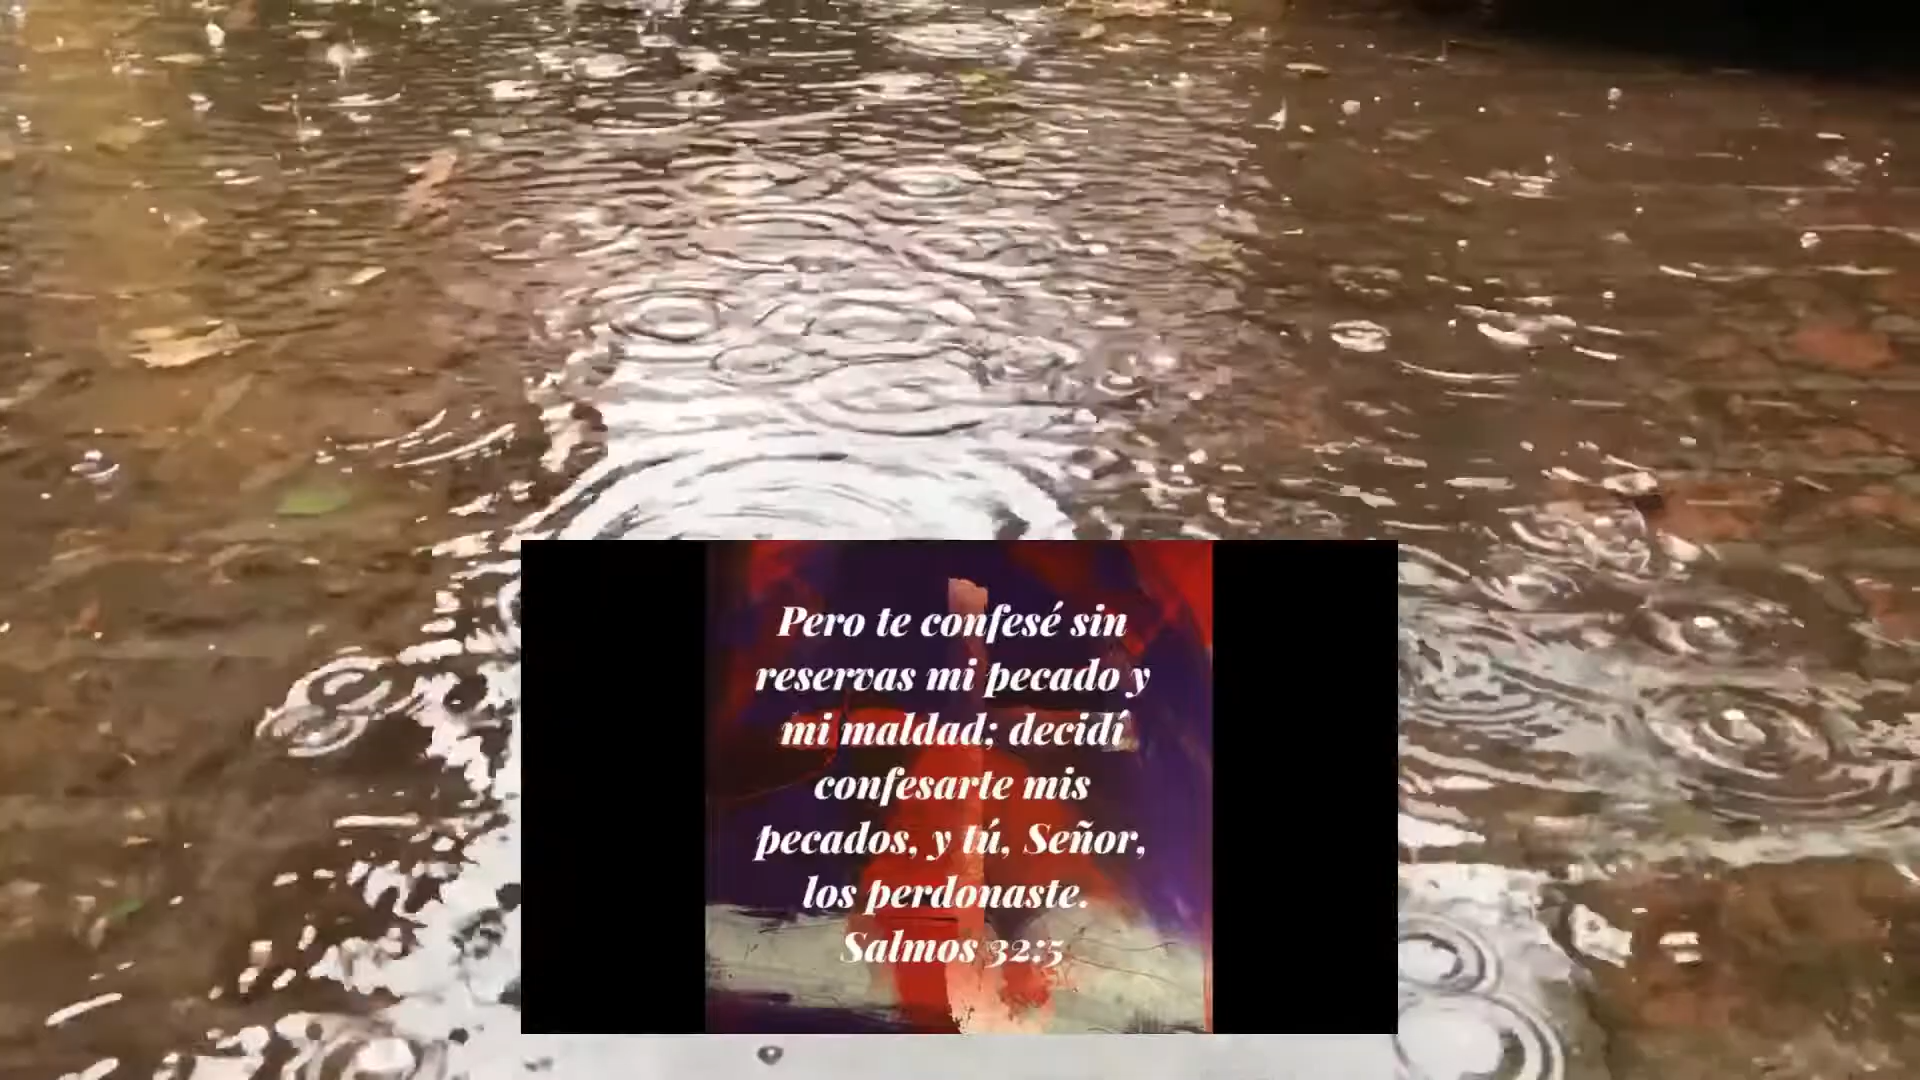 Pero te confesé sin
reservas mi pecado y
mi maldad; decidí
confesarte mis
pecados, y tú, Señor,
los perdonaste.
Salmos 32:5